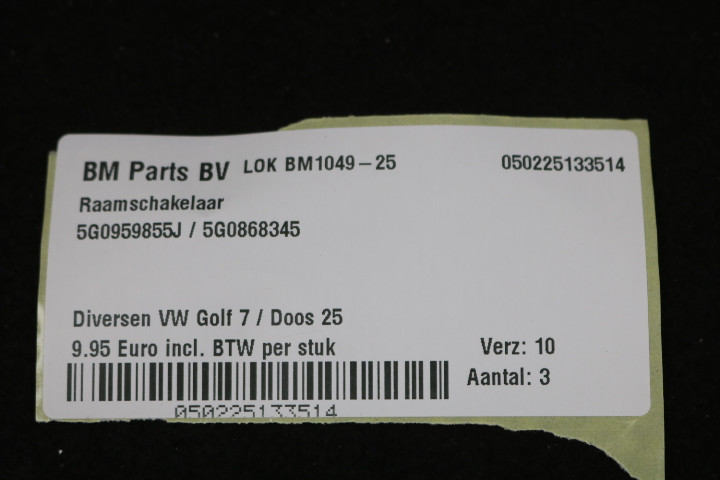 BM Parts BV LOK BM1049-25 050225133514
Raamschakelaar
5G0959855J / 5G0868345
Diversen VW Golf 7 / Doos 25
9.95 Euro incl. BTW per stuk Verz: 10
Aantal: 3
050225133514